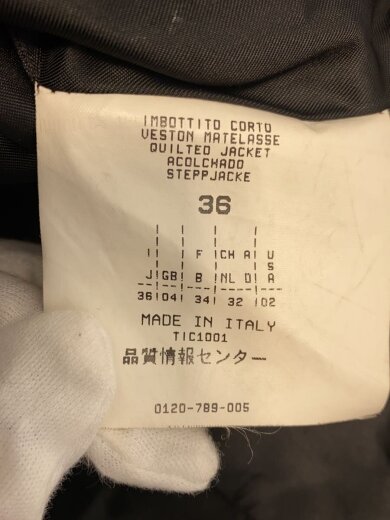 IMBOTTITO CORTO
VESTON MATELASSE
QUILTED JACKET
ACOLCHADO
STEPPJACKE
36
I F CH A U
S
J GB B NL D A
36 04 34 32 02
MADE IN ITALY
TIC1001
品質情報センター
0120-789-005